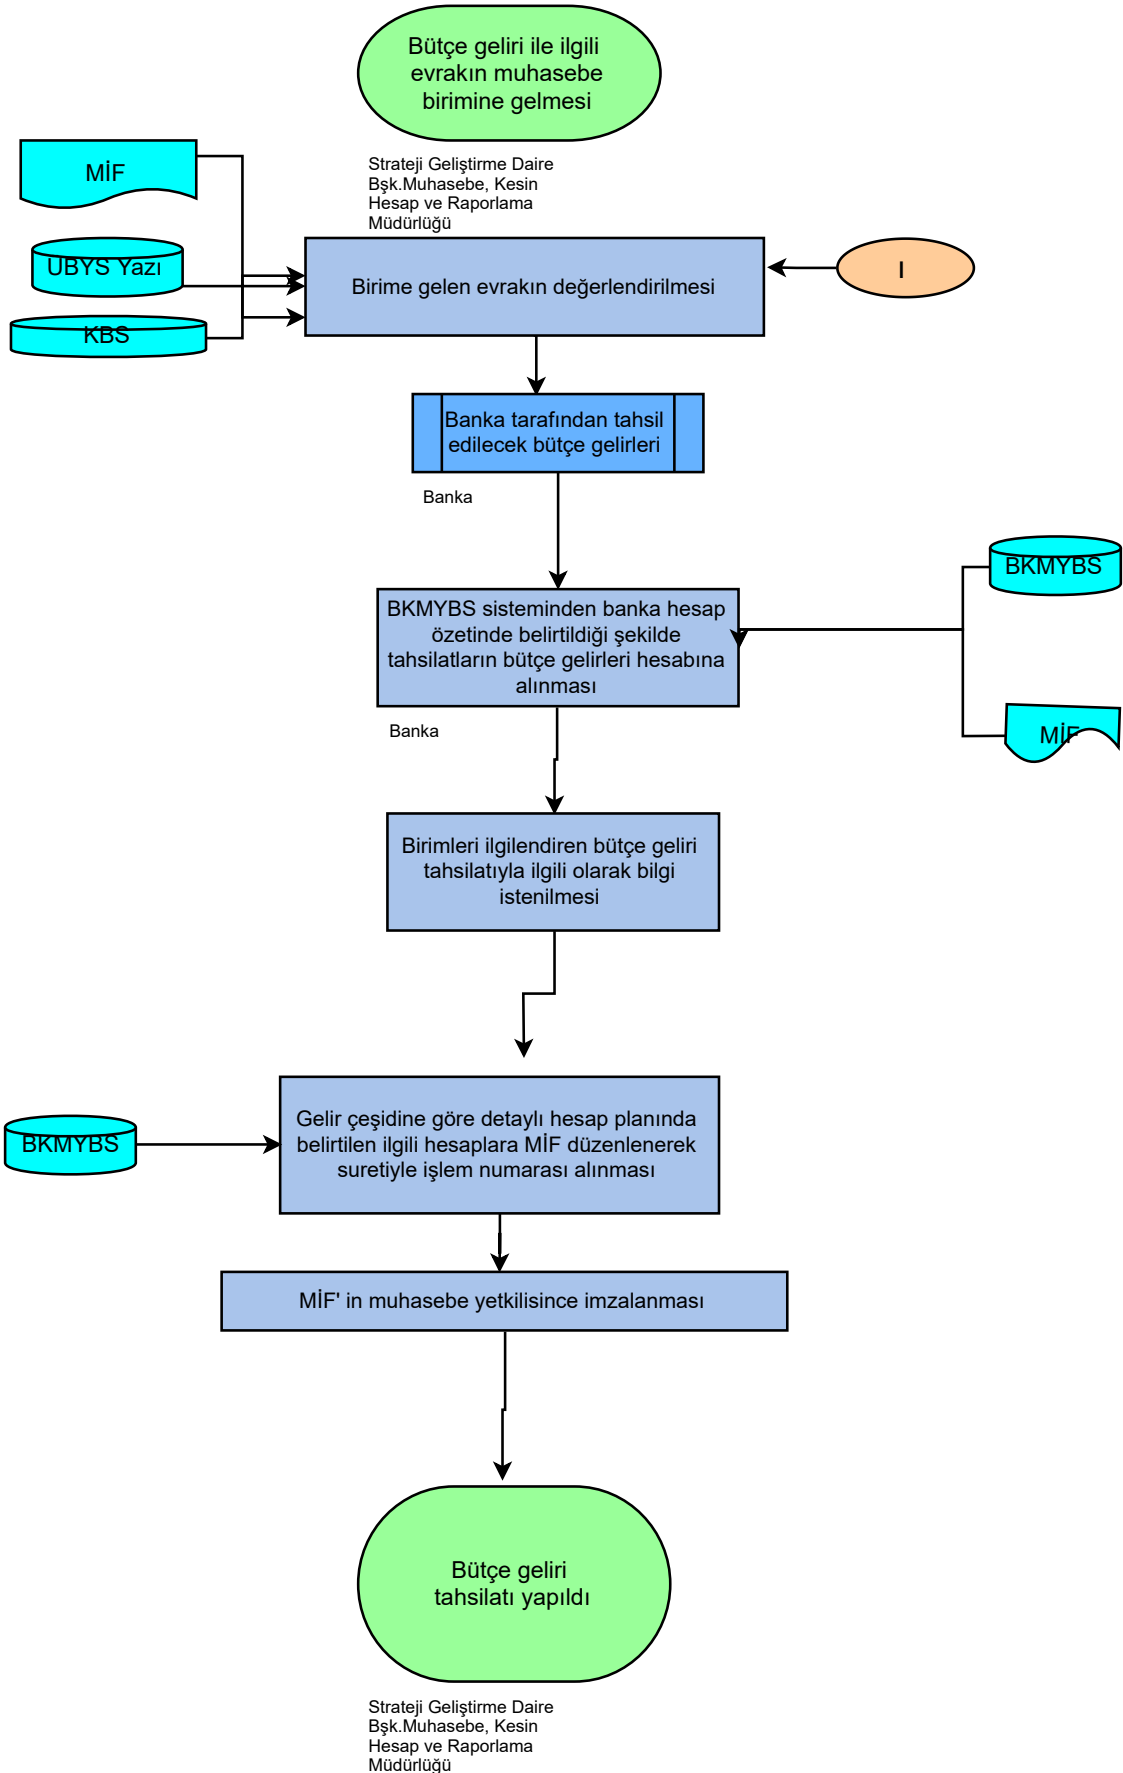 Bütçe geliri ile ilgili
evrakın muhasebe
birimine gelmesi
Strateji Geliştirme Daire
Bşk.Muhasebe, Kesin
Hesap ve Raporlama
Müdürlüğü
MİF
UBYS Yazı
KBS
Birime gelen evrakın değerlendirilmesi
I
Banka tarafından tahsil
edilecek bütçe gelirleri
Banka
BKMYBS
BKMYBS sisteminden banka hesap
özetinde belirtildiği şekilde
tahsilatların bütçe gelirleri hesabına
alınması
MİF
Banka
Birimleri ilgilendiren bütçe geliri
tahsilatıyla ilgili olarak bilgi
istenilmesi
BKMYBS
Gelir çeşidine göre detaylı hesap planında
belirtilen ilgili hesaplara MİF düzenlenerek
suretiyle işlem numarası alınması
MİF' in muhasebe yetkilisince imzalanması
Bütçe geliri
tahsilatı yapıldı
Strateji Geliştirme Daire
Bşk.Muhasebe, Kesin
Hesap ve Raporlama
Müdürlüğü